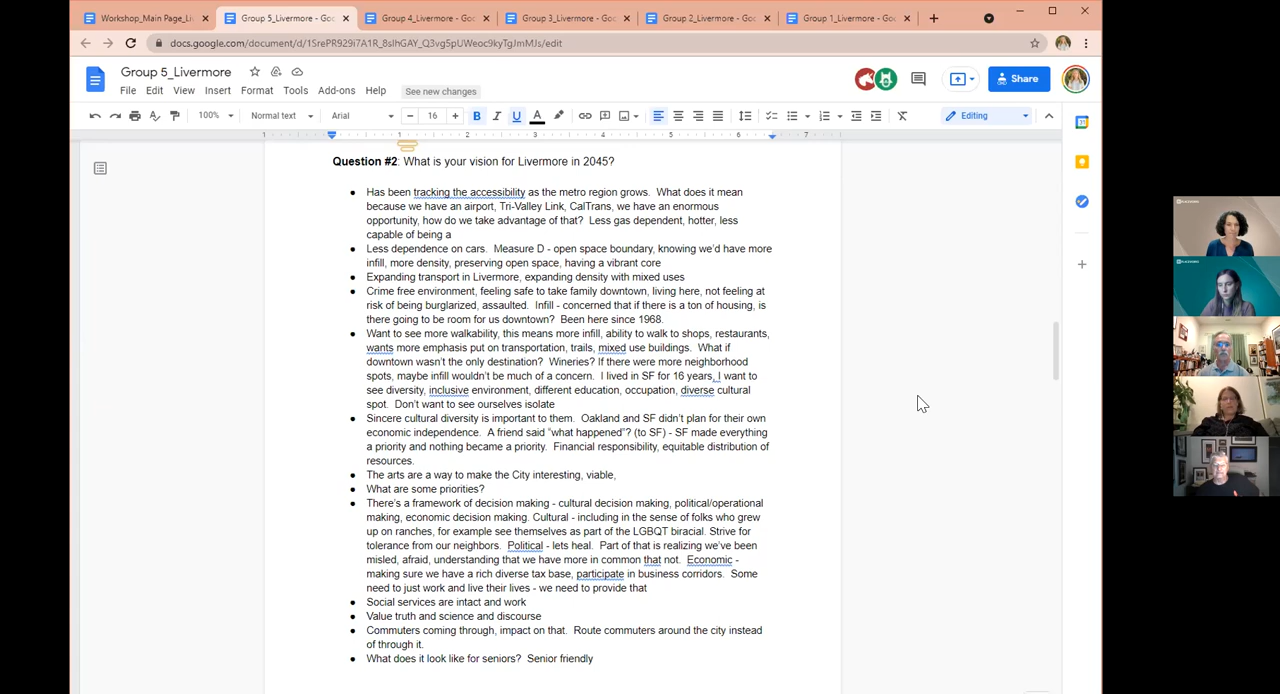 Workshop_Main Page_Li
Group 5_Livermore - Goo
Group 4_Livermore - Goo
Group 3_Livermore - Goo
Group 2_Livermore - Goo
Group 1_Livermore - Goo
docs.google.com/document/d/1SrePR929i7A1R_8slhGAY_Q3vg5pUWeoc9kyTgJmMJs/edit
Group 5_Livermore
File Edit View Insert Format Tools Add-ons Help See new changes
Share
100% Normal text Arial 16 B I U A Editing
1 1 2 3 4 5 6 7
Question #2: What is your vision for Livermore in 2045?
Has been tracking the accessibility as the metro region grows. What does it mean
because we have an airport, Tri-Valley Link, CalTrans, we have an enormous
opportunity, how do we take advantage of that? Less gas dependent, hotter, less
capable of being a
Less dependence on cars. Measure D - open space boundary, knowing we'd have more
infill, more density, preserving open space, having a vibrant core
Expanding transport in Livermore, expanding density with mixed uses
Crime free environment, feeling safe to take family downtown, living here, not feeling at
risk of being burglarized, assaulted. Infill - concerned that if there is a ton of housing, is
there going to be room for us downtown? Been here since 1968.
Want to see more walkability, this means more infill, ability to walk to shops, restaurants,
wants more emphasis put on transportation, trails, mixed use buildings. What if
downtown wasn't the only destination? Wineries? If there were more neighborhood
spots, maybe infill wouldn't be much of a concern. I lived in SF for 16 years, I want to
see diversity, inclusive environment, different education, occupation, diverse cultural
spot. Don't want to see ourselves isolate
Sincere cultural diversity is important to them. Oakland and SF didn't plan for their own
economic independence. A friend said "what happened"? (to SF) - SF made everything
a priority and nothing became a priority. Financial responsibility, equitable distribution of
resources.
The arts are a way to make the City interesting, viable,
What are some priorities?
There's a framework of decision making - cultural decision making, political/operational
making, economic decision making. Cultural - including in the sense of folks who grew
up on ranches, for example see themselves as part of the LGBQT biracial. Strive for
tolerance from our neighbors. Political - lets heal. Part of that is realizing we've been
misled, afraid, understanding that we have more in common that not. Economic -
making sure we have a rich diverse tax base, participate in business corridors. Some
need to just work and live their lives - we need to provide that
Social services are intact and work
Value truth and science and discourse
Commuters coming through, impact on that. Route commuters around the city instead
of through it.
What does it look like for seniors? Senior friendly